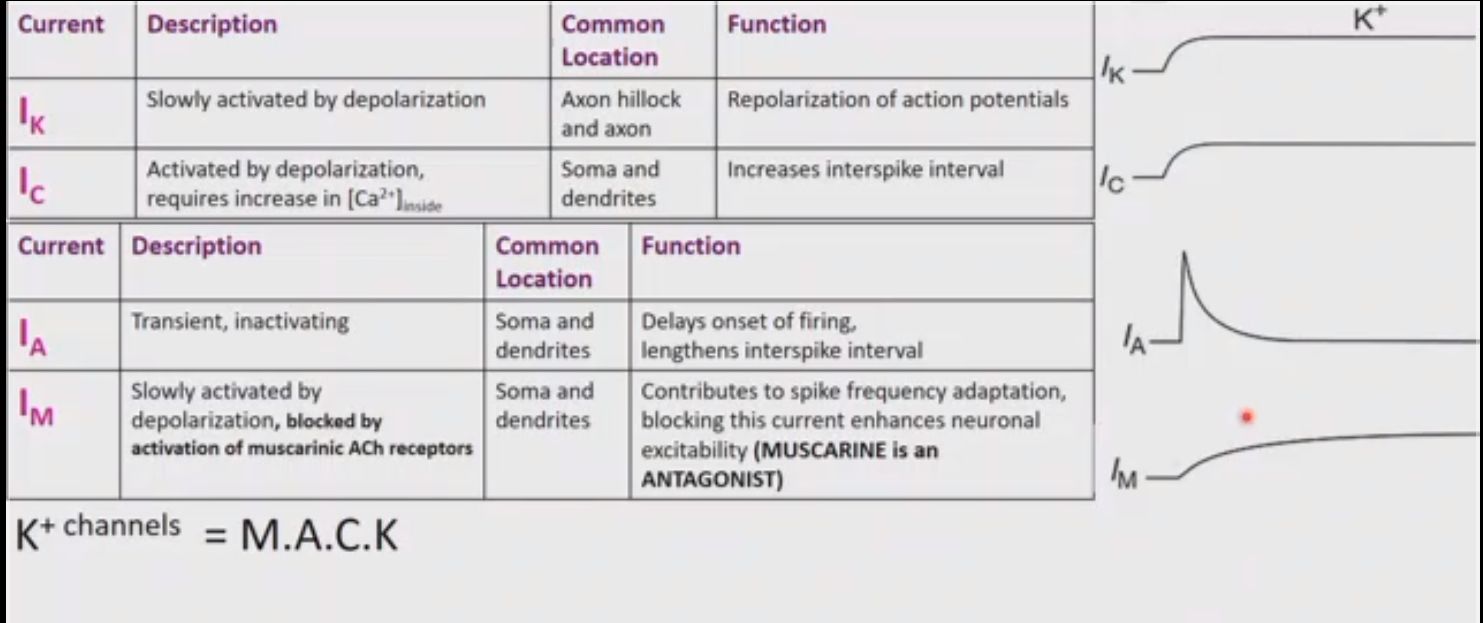 Current Description Common Location Function
I_K Slowly activated by depolarization Axon hillock and axon Repolarization of action potentials
I_C Activated by depolarization, requires increase in [Ca²⁺]inside Soma and dendrites Increases interspike interval
Current Description Common Location Function
I_A Transient, inactivating Soma and dendrites Delays onset of firing, lengthens interspike interval
I_M Slowly activated by depolarization, blocked by activation of muscarinic ACh receptors Soma and dendrites Contributes to spike frequency adaptation, blocking this current enhances neuronal excitability (MUSCARINE is an ANTAGONIST)
K⁺ channels = M.A.C.K
K⁺
I_K
I_C
I_A
I_M